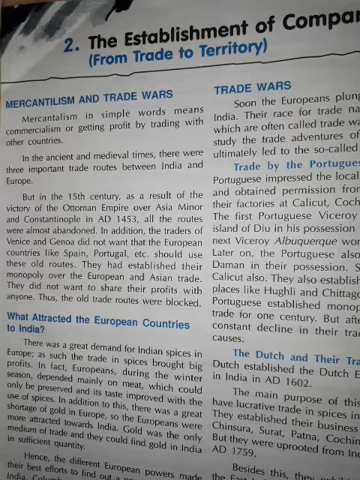 2. The Establishment of Compa
(From Trade to Territory)
MERCANTILISM AND TRADE WARS
Mercantalism in simple words means
commercialism or getting profit by trading with
other countries.
In the ancient and medieval times, there were
three important trade routes between India and
Europe.
But in the 15th century, as a result of the
victory of the Ottoman Empire over Asia Minor
and Constantinople in AD 1453, all the routes
were almost abandoned. In addition, the traders of
Venice and Genoa did not want that the European
countries like Spain, Portugal, etc. should use
these old routes. They had established their
monopoly over the European and Asian trade.
They did not want to share their profits with
anyone. Thus, the old trade routes were blocked.
What Attracted the European Countries
to India?
There was a great demand for Indian spices in
Europe; as such the trade in spices brought big
profits. In fact, Europeans, during the winter
season, depended mainly on meat, which could
only be preserved and its taste improved with the
use of spices. In addition to this, there was a great
shortage of gold in Europe, so the Europeans were
more attracted towards India. Gold was the only
medium of trade and they could find gold in India
in sufficient quantity.
Hence, the different European powers made
their best efforts to find out a
India.
TRADE WARS
Soon the Europeans plung
India. Their race for trade na
which are often called trade wa
study the trade adventures of
ultimately led to the so-called
Trade by the Portugues
Portuguese impressed the local
and obtained permission from
their factories at Calicut, Coch
The first Portuguese Viceroy
island of Diu in his possession
next Viceroy Albuquerque wor
Later on, the Portuguese also
Daman in their possession. S
Calicut also. They also establish
places like Hughli and Chittag
Portuguese established monop
trade for one century. But afte
constant decline in their trad
causes.
The Dutch and Their Tra
Dutch established the Dutch E
in India in AD 1602.
The main purpose of this
have lucrative trade in spices in
They established their business
Chinsura, Surat, Patna, Cochin
But they were uprooted from Ind
AD 1759.
Besides this, they